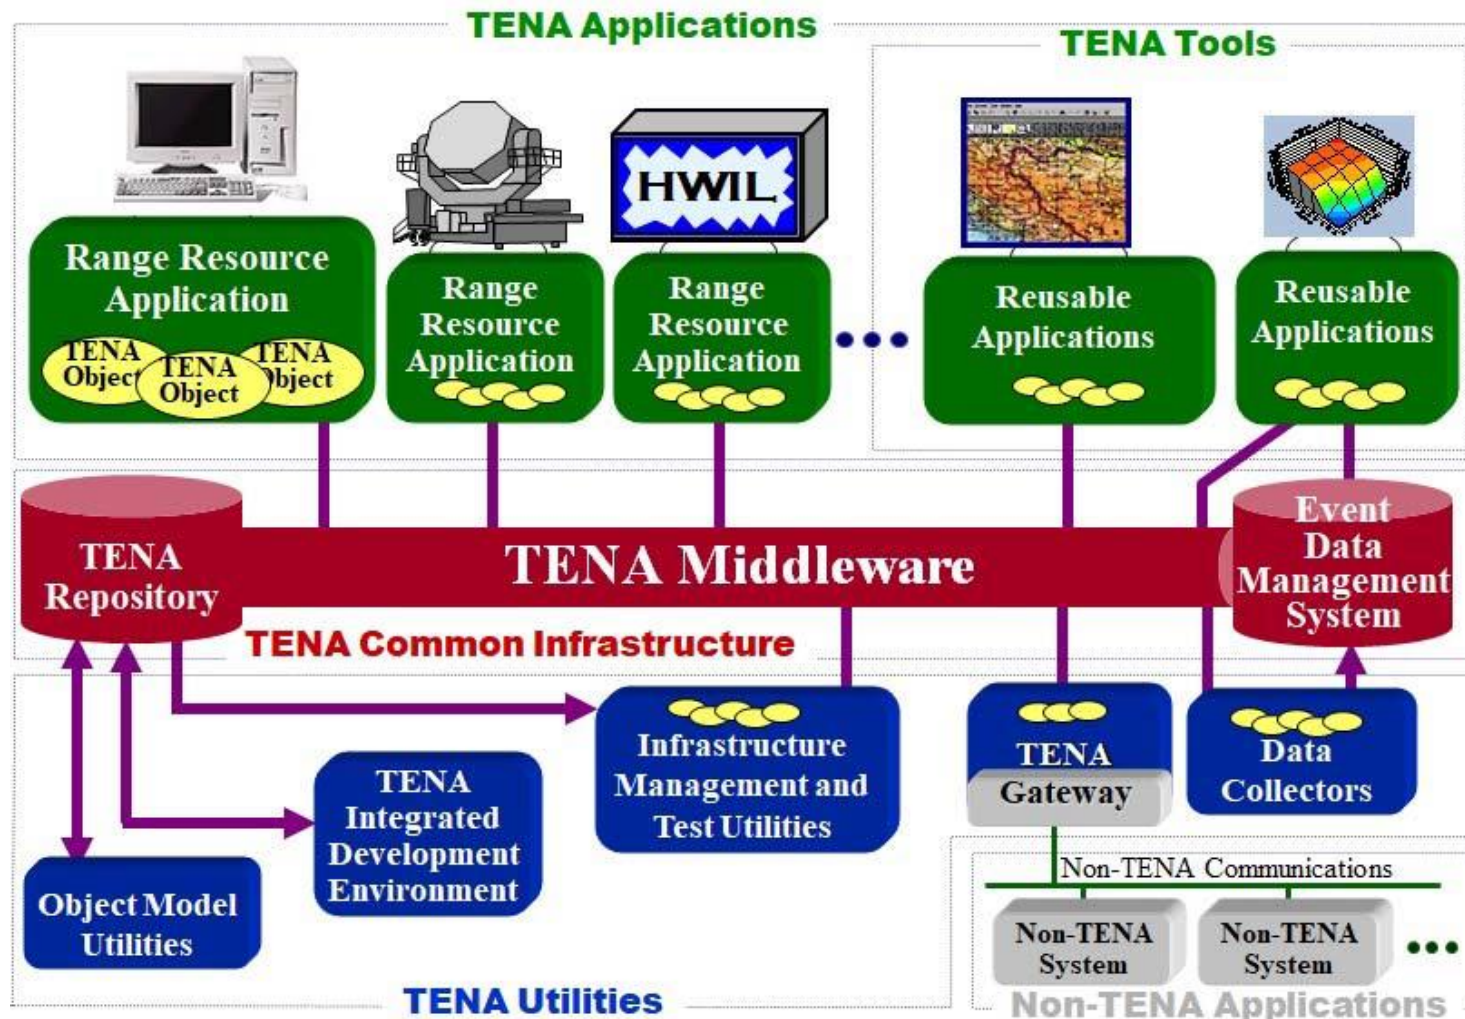 TENA Applications
TENA Tools
HWIL
Range Resource
Application
TENA
Object
TENA
Object
TENA
Object
Range
Resource
Application
Range
Resource
Application
Reusable
Applications
Reusable
Applications
TENA
Repository
TENA Middleware
Event
Data
Management
System
TENA Common Infrastructure
Infrastructure
Management and
Test Utilities
TENA
Gateway
Data
Collectors
TENA
Integrated
Development
Environment
Object Model
Utilities
Non-TENA Communications
Non-TENA
System
Non-TENA
System
TENA Utilities
Non-TENA Applications